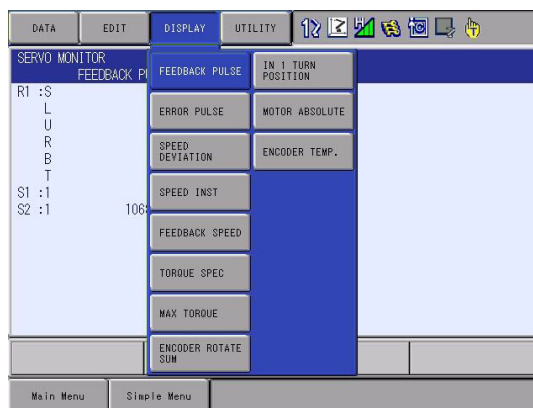 DATA
EDIT
DISPLAY
UTILITY
SERVO MONITOR
FEEDBACK P
R1 :S
L
U
R
B
T
S1 :1
S2 :1 106
FEEDBACK PULSE
ERROR PULSE
SPEED
DEVIATION
SPEED INST
FEEDBACK SPEED
TORQUE SPEC
MAX TORQUE
ENCODER ROTATE
SUM
IN 1 TURN
POSITION
MOTOR ABSOLUTE
ENCODER TEMP.
Main Menu
Simple Menu